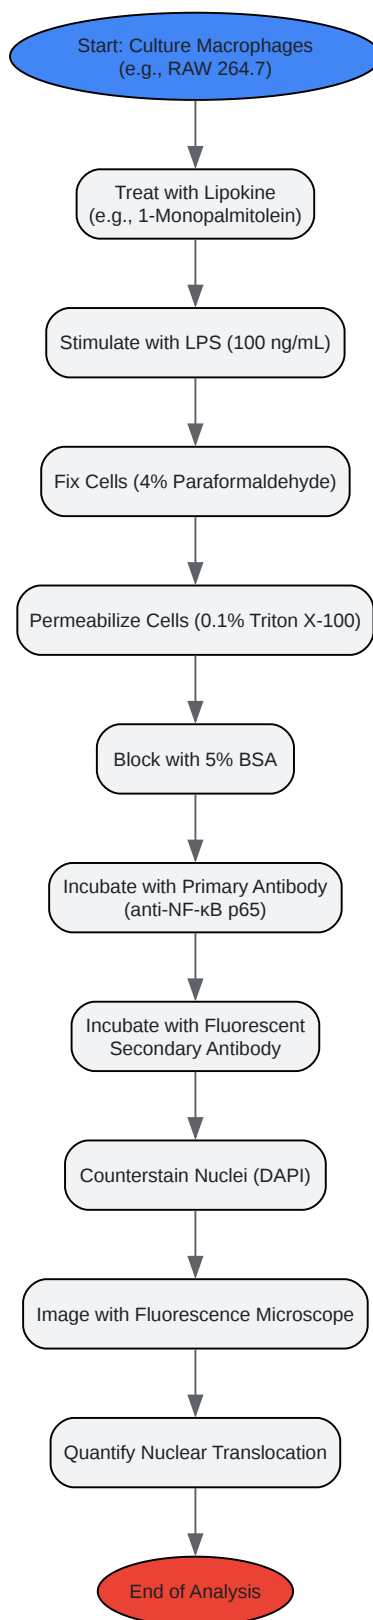 Start: Culture Macrophages
(e.g., RAW 264.7)
Treat with Lipokine
(e.g., 1-Monopalmitolein)
Stimulate with LPS (100 ng/mL)
Fix Cells (4% Paraformaldehyde)
Permeabilize Cells (0.1% Triton X-100)
Block with 5% BSA
Incubate with Primary Antibody
(anti-NF-κB p65)
Incubate with Fluorescent
Secondary Antibody
Counterstain Nuclei (DAPI)
Image with Fluorescence Microscope
Quantify Nuclear Translocation
End of Analysis